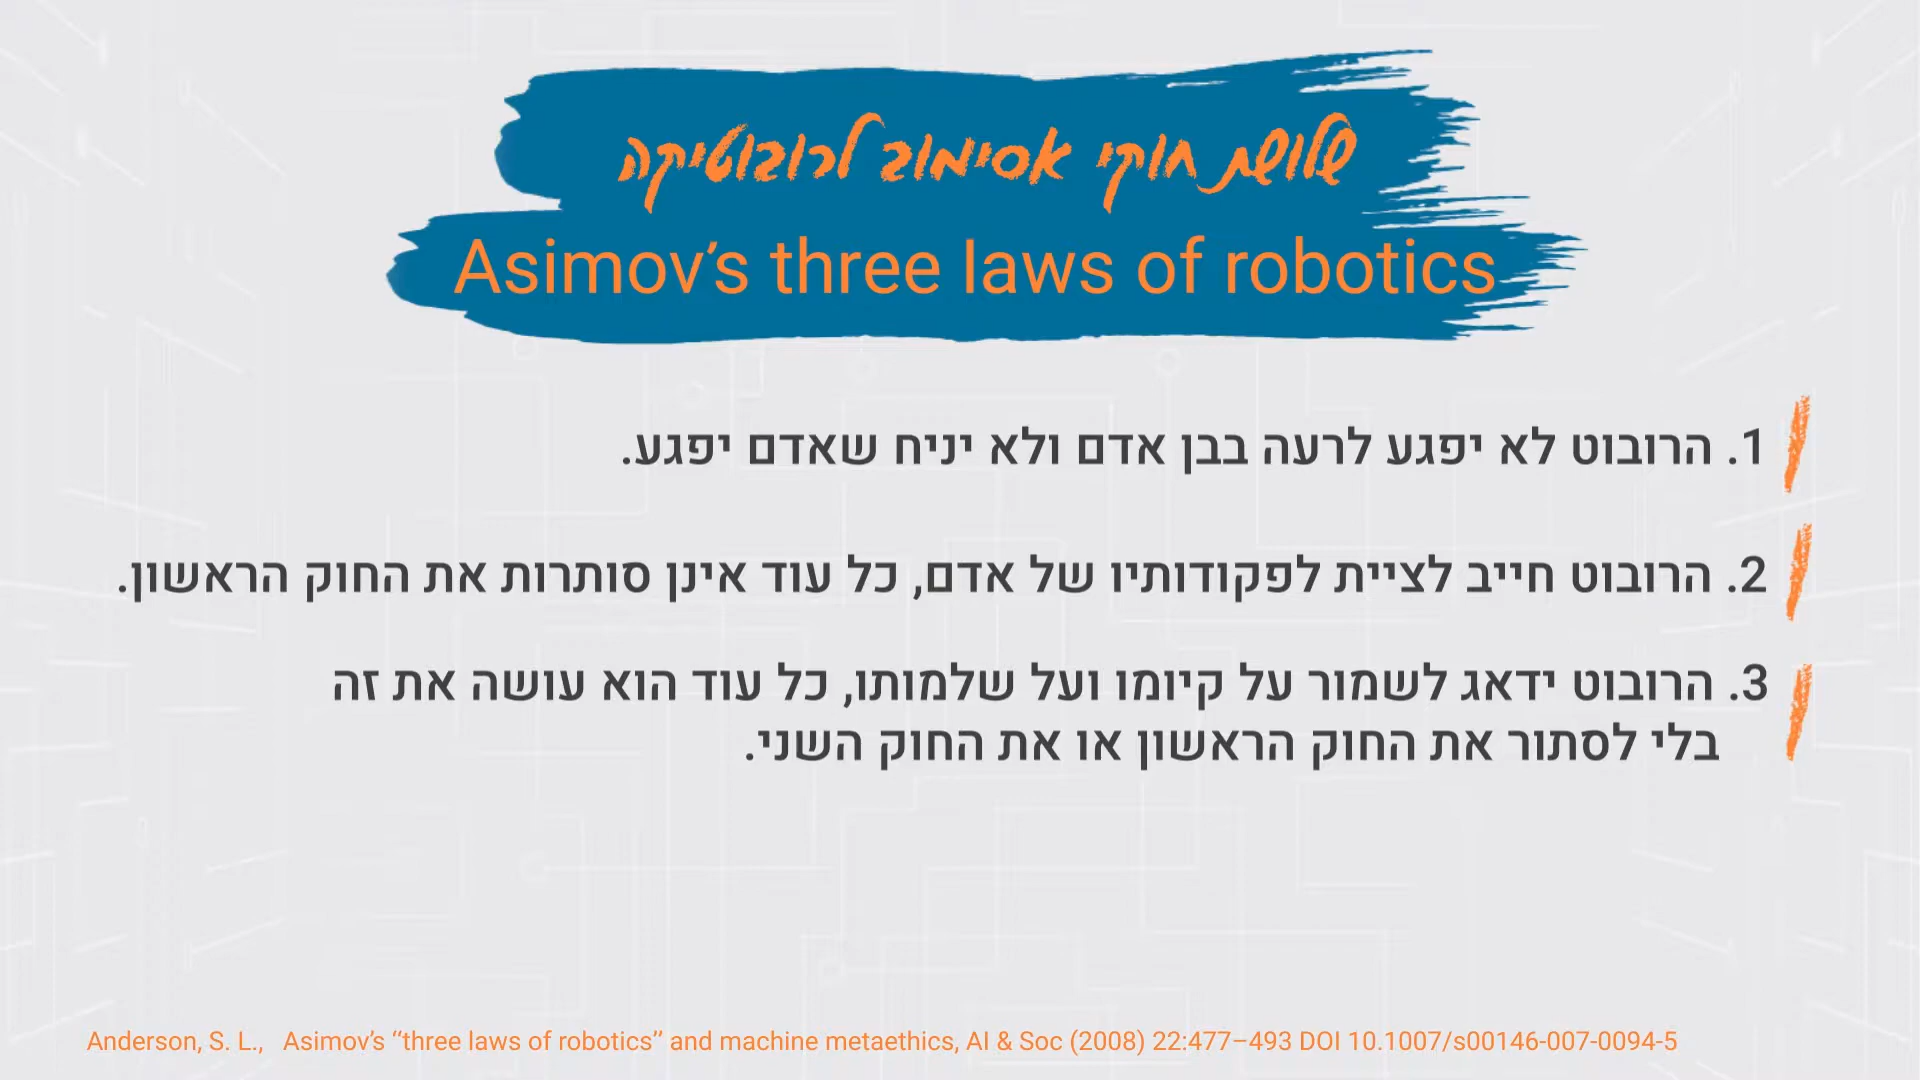 שלושת חוקי אסימוב לרובוטיקה
Asimov’s three laws of robotics
1. הרובוט לא יפגע לרעה בבן אדם ולא יניח שאדם יפגע.
2. הרובוט חייב לציית לפקודותיו של אדם, כל עוד אינן סותרות את החוק הראשון.
3. הרובוט ידאג לשמור על קיומו ועל שלמותו, כל עוד הוא עושה את זה
בלי לסתור את החוק הראשון או את החוק השני.
Anderson, S. L., Asimov’s “three laws of robotics” and machine metaethics, AI & Soc (2008) 22:477–493 DOI 10.1007/s00146-007-0094-5